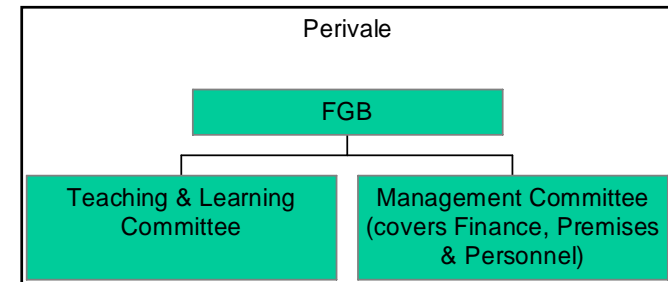 Perivale
FGB
Teaching & Learning
Committee
Management Committee
(covers Finance, Premises
& Personnel)